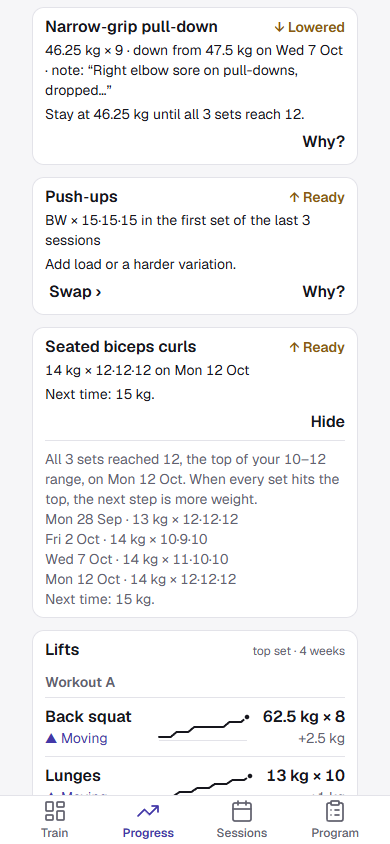 Narrow-grip pull-down ↓ Lowered
46.25 kg × 9 · down from 47.5 kg on Wed 7 Oct
· note: “Right elbow sore on pull-downs,
dropped…”
Stay at 46.25 kg until all 3 sets reach 12.
Why?
Push-ups ↑ Ready
BW × 15·15·15 in the first set of the last 3
sessions
Add load or a harder variation.
Swap › Why?
Seated biceps curls ↑ Ready
14 kg × 12·12·12 on Mon 12 Oct
Next time: 15 kg.
Hide
All 3 sets reached 12, the top of your 10–12
range, on Mon 12 Oct. When every set hits the
top, the next step is more weight.
Mon 28 Sep · 13 kg × 12·12·12
Fri 2 Oct · 14 kg × 10·9·10
Wed 7 Oct · 14 kg × 11·10·10
Mon 12 Oct · 14 kg × 12·12·12
Next time: 15 kg.
Lifts top set · 4 weeks
Workout A
Back squat 62.5 kg × 8
▲ Moving +2.5 kg
Lunges 13 kg × 10
Train Progress Sessions Program